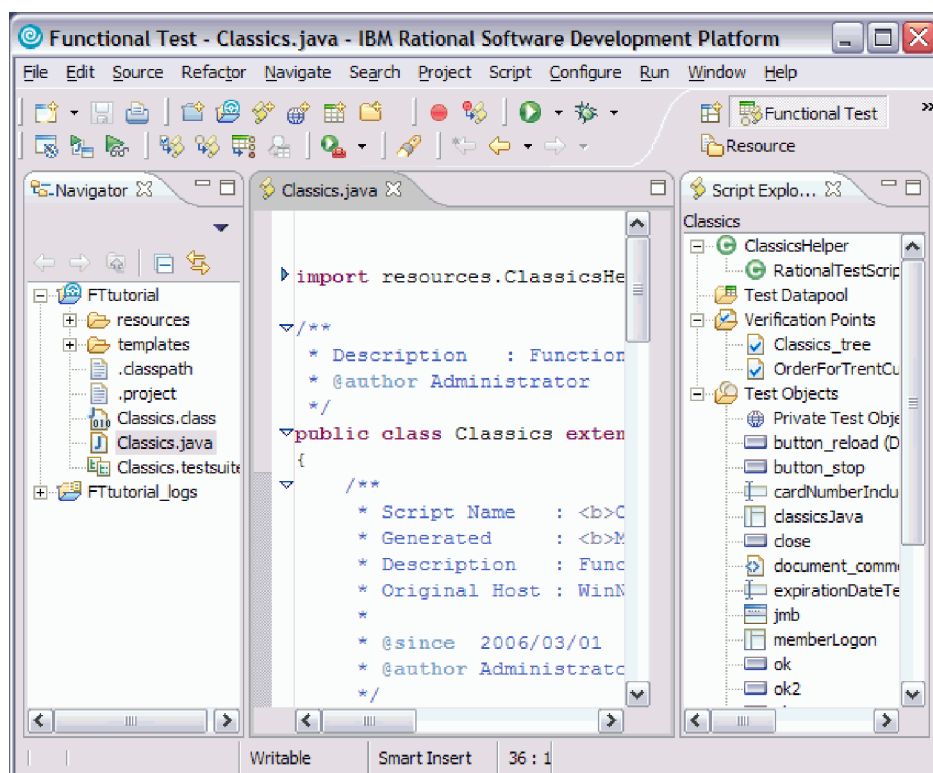 Functional Test - Classics.java - IBM Rational Software Development Platform
File Edit Source Refactor Navigate Search Project Script Configure Run Window Help
Functional Test
Resource
Navigator
FTtutorial
resources
templates
.classpath
.project
Classics.class
Classics.java
Classics.testsuite
FTtutorial_logs
Classics.java
import resources.ClassicsHe
/**
* Description : Function
* @author Administrator
*/
public class Classics exten
{
/**
* Script Name : <b>C
* Generated : <b>M
* Description : Func
* Original Host : WinN
*
* @since 2006/03/01
* @author Administratc
*/
Script Explo...
Classics
ClassicsHelper
RationalTestScrip
Test Datapool
Verification Points
Classics_tree
OrderForTrentCu
Test Objects
Private Test Obje
button_reload (D
button_stop
cardNumberInclu
classicsJava
close
document_comme
expirationDateTe
jmb
memberLogon
ok
ok2
Writable Smart Insert 36 : 1